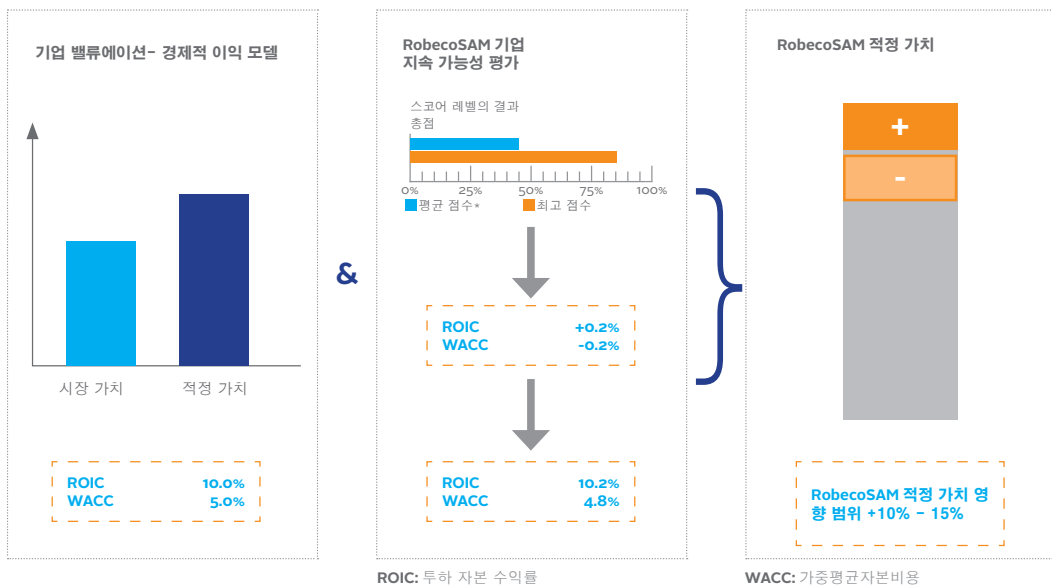 기업 밸류에이션- 경제적 이익 모델
시장 가치
적정 가치
ROIC 10.0%
WACC 5.0%
&
RobecoSAM 기업
지속 가능성 평가
스코어 레벨의 결과
총점
0% 25% 50% 75% 100%
평균 점수* 최고 점수
ROIC +0.2%
WACC -0.2%
ROIC 10.2%
WACC 4.8%
ROIC: 투하 자본 수익률
RobecoSAM 적정 가치
+
-
RobecoSAM 적정 가치 영
향 범위 +10% - 15%
WACC: 가중평균자본비용